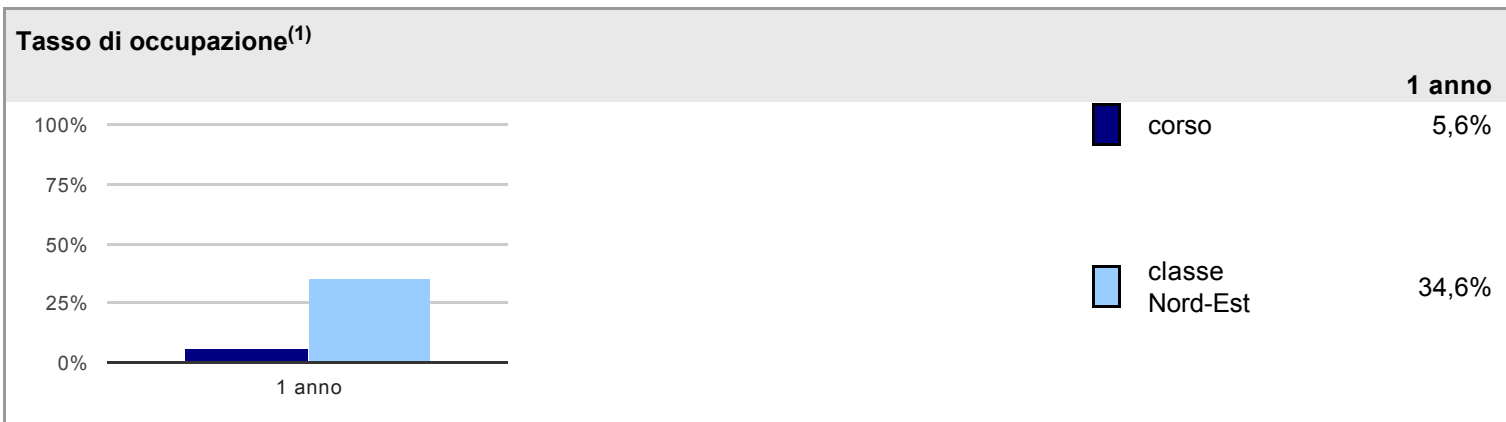 Tasso di occupazione(1)
1 anno
100%
75%
50%
25%
0%
1 anno
corso 5,6%
classe
Nord-Est 34,6%